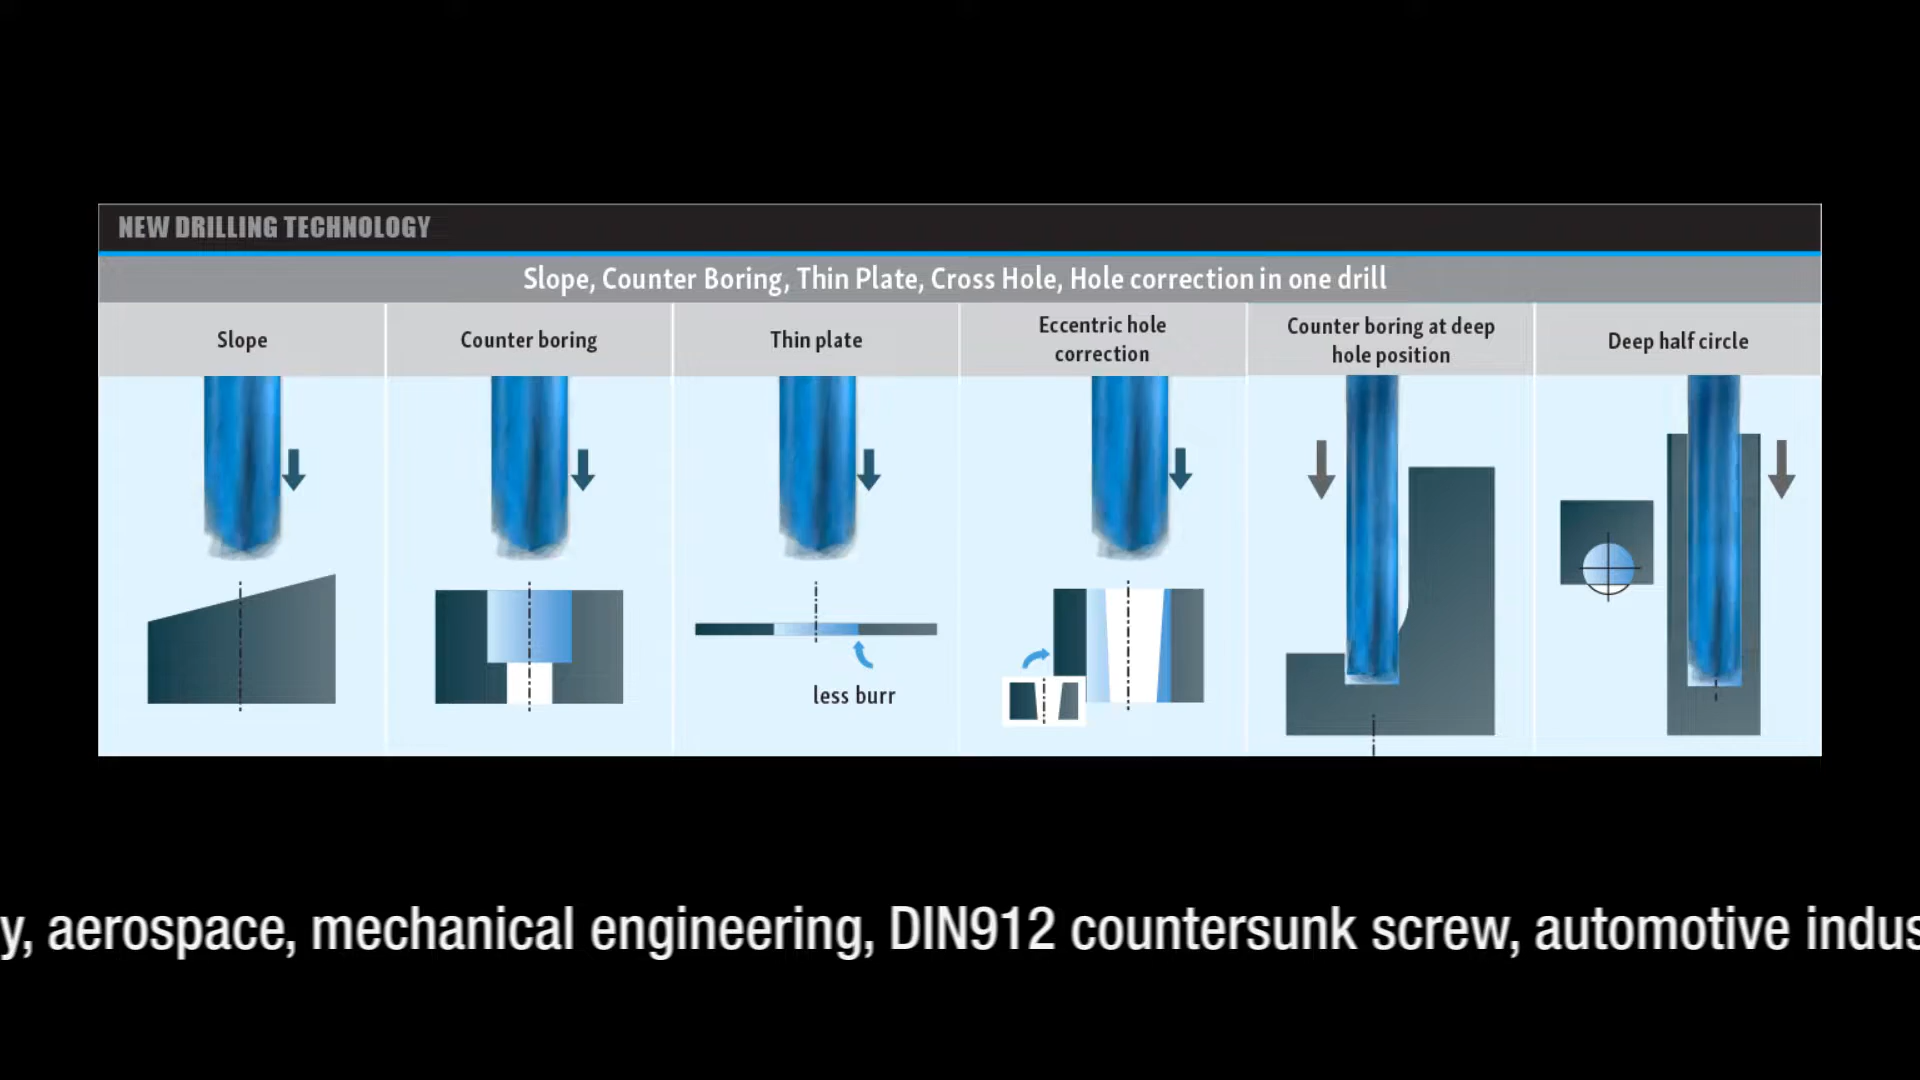 NEW DRILLING TECHNOLOGY
Slope, Counter Boring, Thin Plate, Cross Hole, Hole correction in one drill
Slope
Counter boring
Thin plate
Eccentric hole
correction
Counter boring at deep
hole position
Deep half circle
less burr
y, aerospace, mechanical engineering, DIN912 countersunk screw, automotive indus